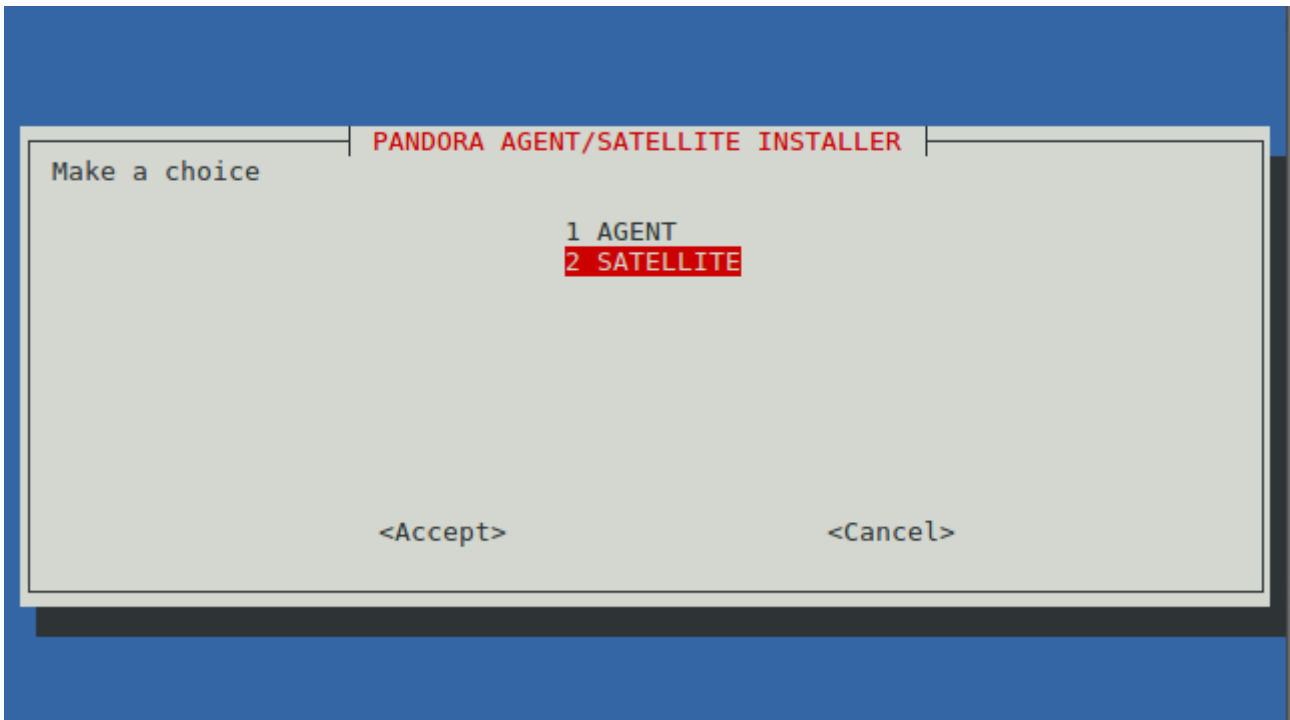 PANDORA AGENT/SATELLITE INSTALLER
Make a choice
1 AGENT
2 SATELLITE
<Accept> <Cancel>